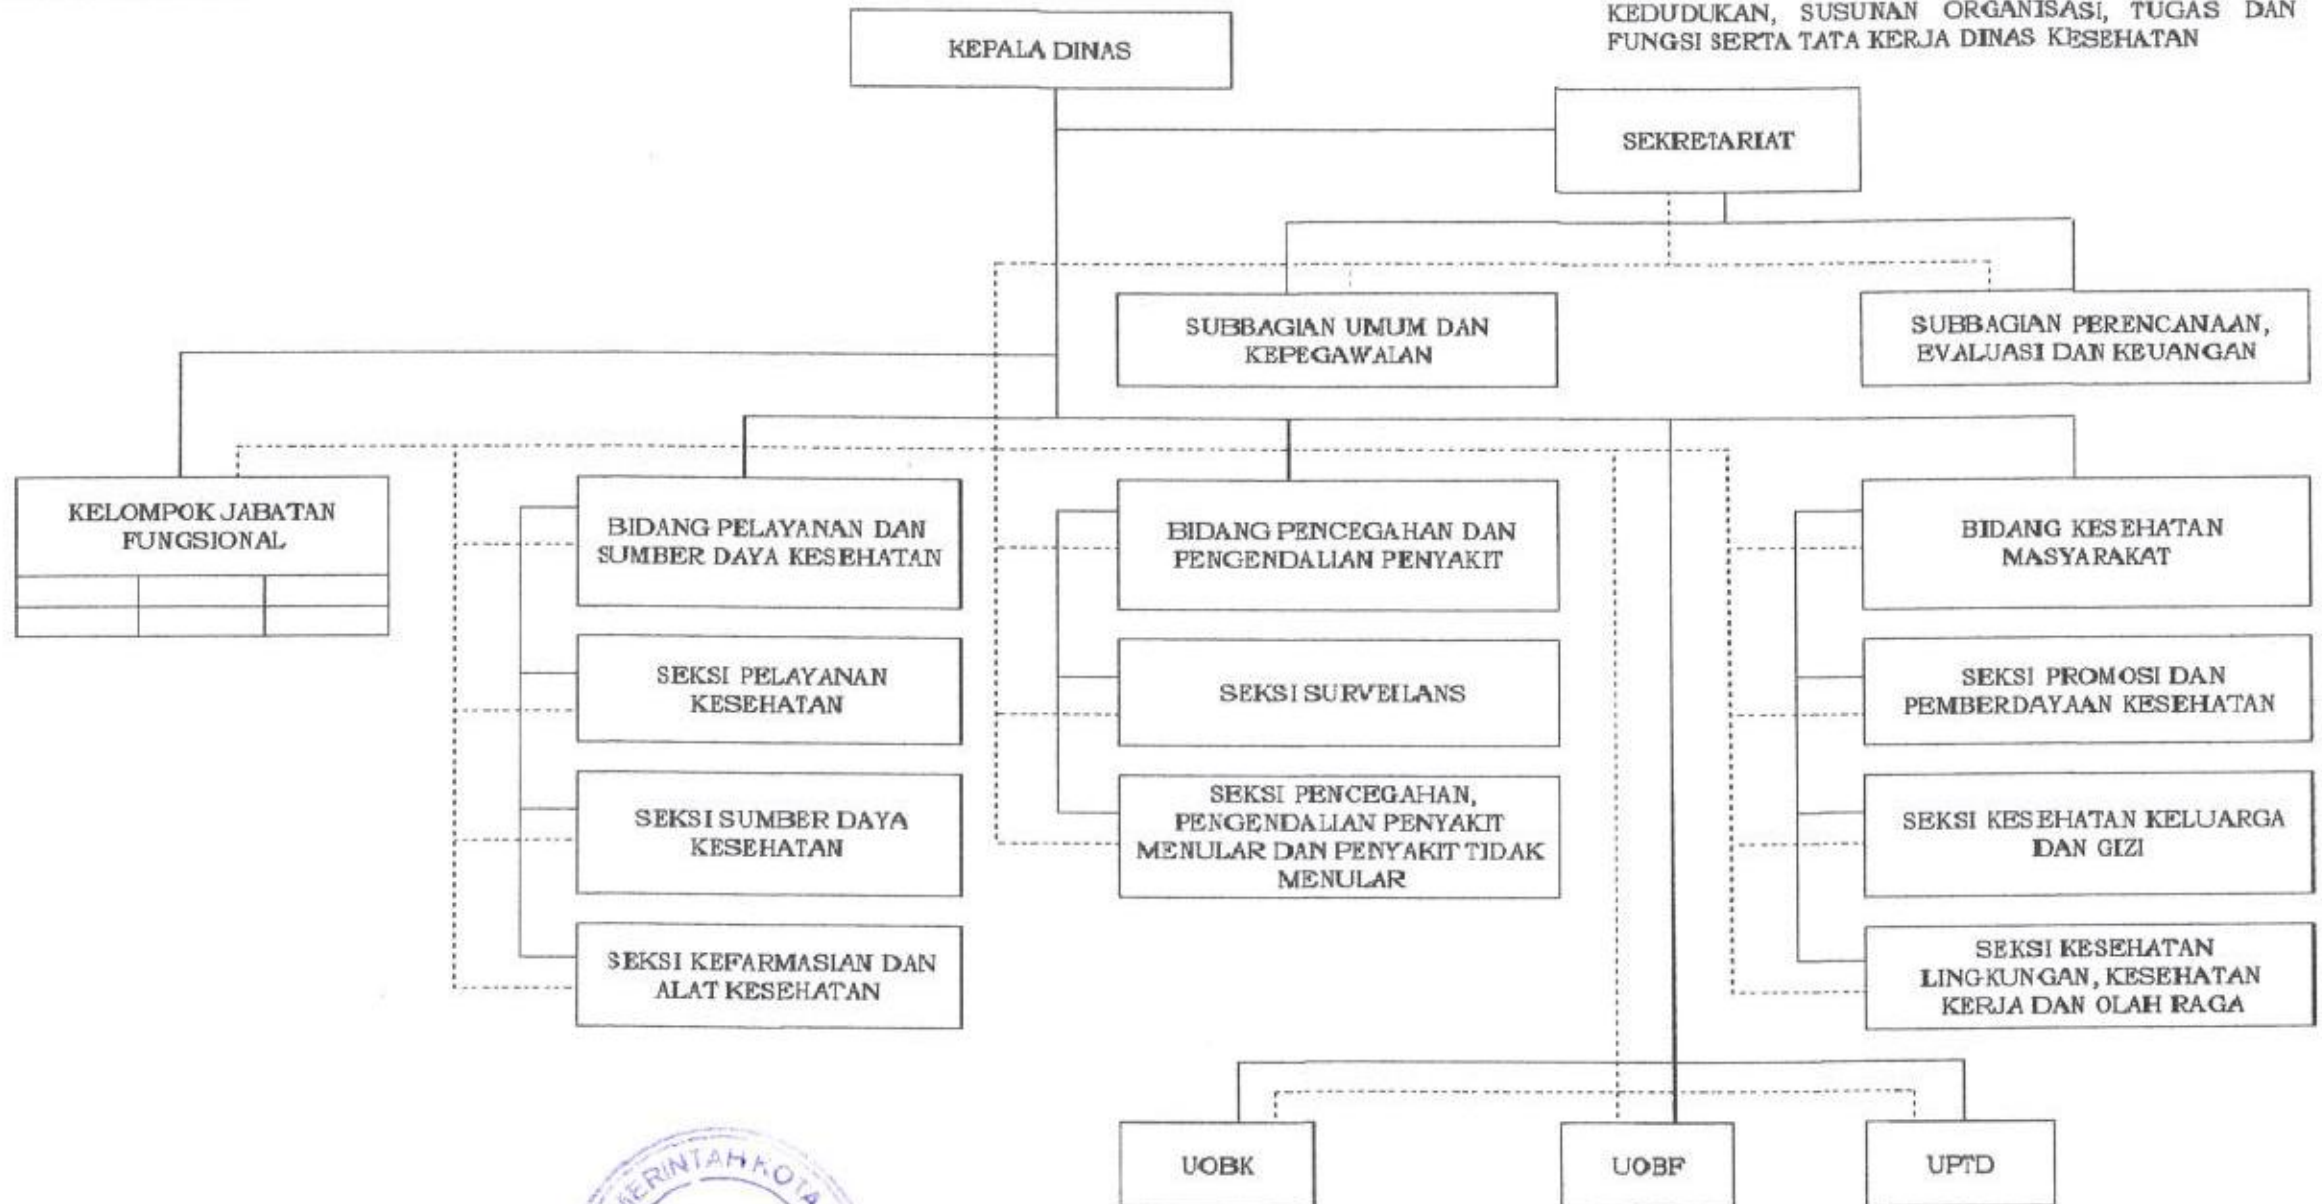 KEDUDUKAN, SUSUNAN ORGANISASI, TUGAS DAN
FUNGSI SERTA TATA KERJA DINAS KESEHATAN
KEPALA DINAS
SEKRETARIAT
SUBBAGIAN UMUM DAN
KEPEGAWALAN
SUBBAGIAN PERENCANAAN,
EVALUASI DAN KEUANGAN
KELOMPOK JABATAN
FUNGSIONAL
BIDANG PELAYANAN DAN
SUMBER DAYA KESEHATAN
SEKSI PELAYANAN
KESEHATAN
SEKSI SUMBER DAYA
KESEHATAN
SEKSI KEFARMASIAN DAN
ALAT KESEHATAN
BIDANG PENCEGAHAN DAN
PENGENDALIAN PENYAKIT
SEKSI SURVEILANS
SEKSI PENCEGAHAN,
PENGENDALIAN PENYAKIT
MENULAR DAN PENYAKIT TIDAK
MENULAR
BIDANG KESEHATAN
MASYARAKAT
SEKSI PROMOSI DAN
PEMBERDAYAAN KESEHATAN
SEKSI KESEHATAN KELUARGA
DAN GIZI
SEKSI KESEHATAN
LINGKUNGAN, KESEHATAN
KERJA DAN OLAH RAGA
UOBK
UOBF
UPTD
MERINTAH KOTA